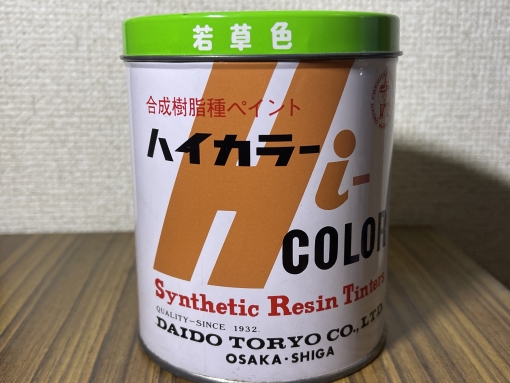 若草色
合成樹脂種ペイント
ハイカラー
Hi-
COLOR
Synthetic Resin Tinters
QUALITY-SINCE 1932.
DAIDO TORYO CO., LTD.
OSAKA・SHIGA